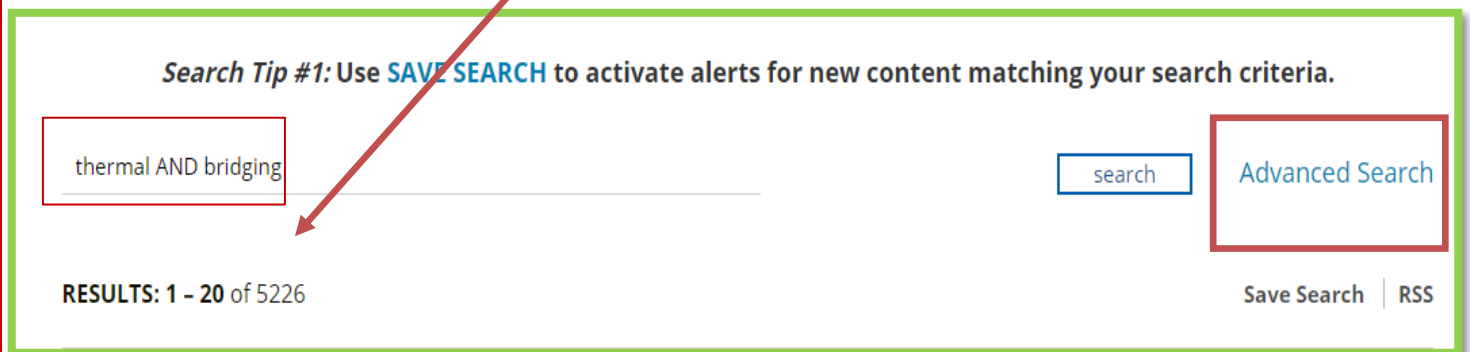 Search Tip #1: Use SAVE SEARCH to activate alerts for new content matching your search criteria.
thermal AND bridging
search
Advanced Search
RESULTS: 1 – 20 of 5226
Save Search | RSS